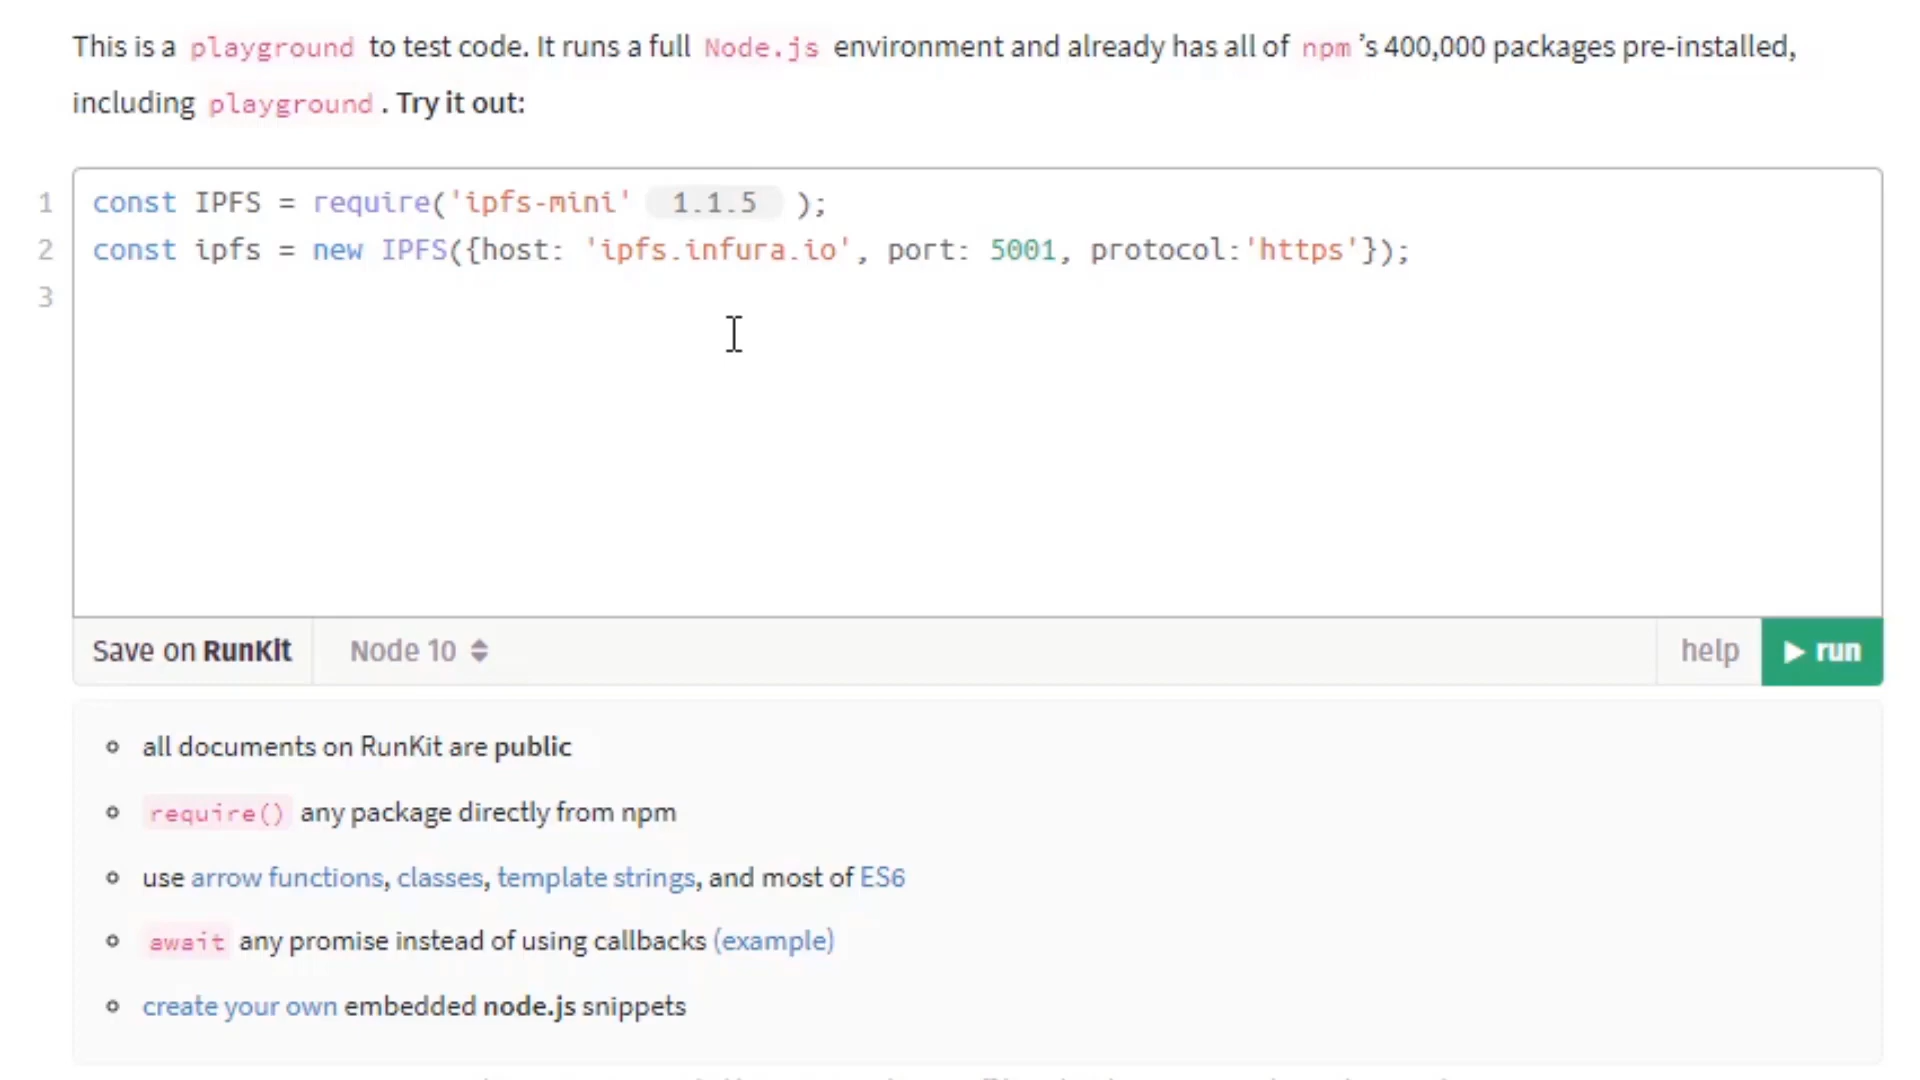 This is a playground to test code. It runs a full Node.js environment and already has all of npm’s 400,000 packages pre-installed,
including playground. Try it out:
1 const IPFS = require('ipfs-mini' 1.1.5 );
2 const ipfs = new IPFS({host: 'ipfs.infura.io', port: 5001, protocol:'https'});
3
Save on RunKit Node 10 help run
all documents on RunKit are public
require() any package directly from npm
use arrow functions, classes, template strings, and most of ES6
await any promise instead of using callbacks (example)
create your own embedded node.js snippets